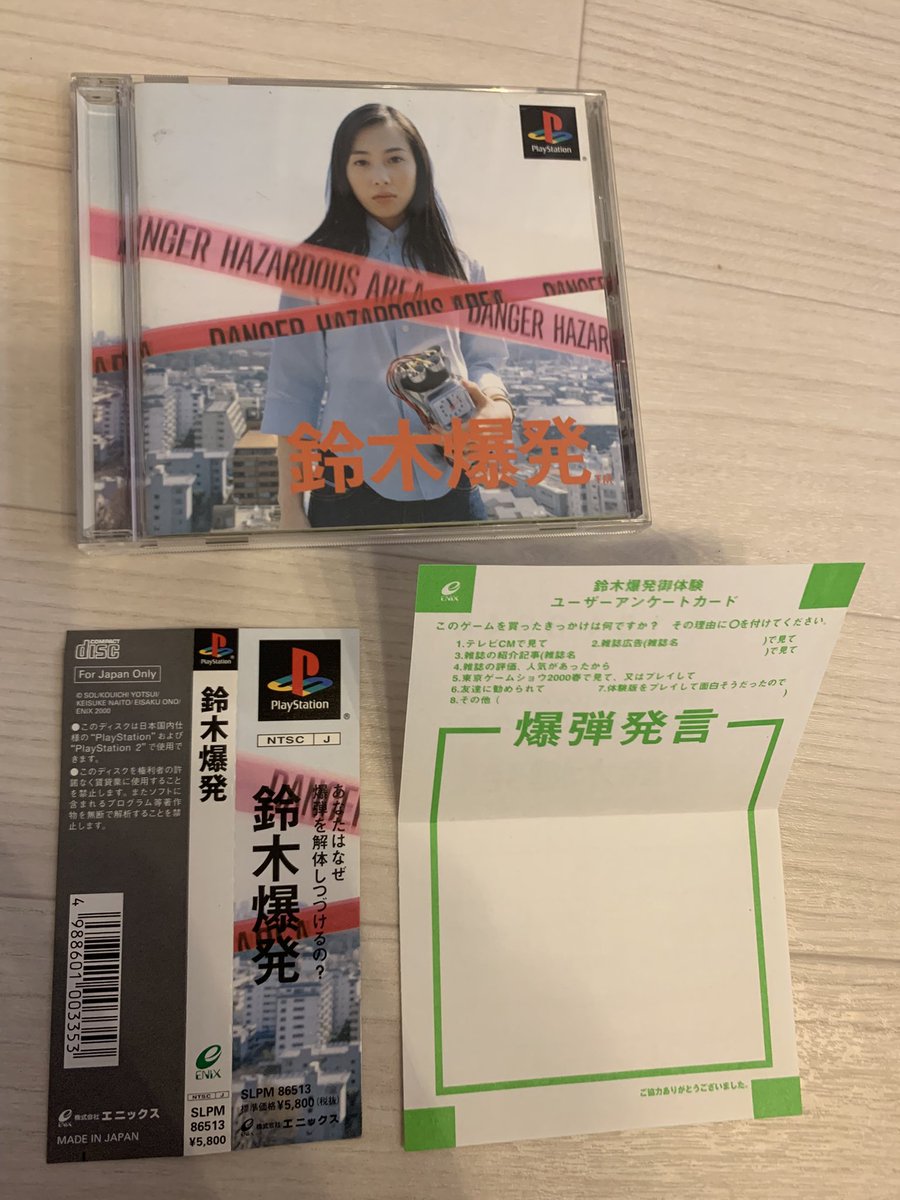 PlayStation
DANGER HAZARDOUS AREA
DANGER HAZARDOUS AREA
DANGER
DANGER HAZAR
AREA
鈴木爆発
TM
COMPACT
disc
For Japan Only
© SOL/KOUICHI YOTSUI/
KEISUKE NAITO/EISAKU ONO/
ENIX 2000
●このディスクは日本国内仕
様の"PlayStation"および
"PlayStation 2"で使用で
きます。
●このディスクを権利者の許
諾なく賃貸業に使用すること
を禁止します。またソフトに
含まれるプログラム等著作
物を無断で解析することを禁
止します。
4988601003353
ENIX
株式会社エニックス
MADE IN JAPAN
PlayStation
鈴木爆発
鈴木爆発
ENIX
NTSC J
SLPM
86513
¥5,800
PlayStation
NTSC J
あなたはなぜ
爆弾を解体しつづけるの？
鈴木爆発
SLPM 86513
標準価格¥5,800(税抜)
ENIX
株式会社エニックス
ENIX
鈴木爆発御体験
ユーザーアンケートカード
このゲームを買ったきっかけは何ですか？ その理由に○を付けてください。
1.テレビCMで見て 2.雑誌広告(雑誌名 )で見て
3.雑誌の紹介記事(雑誌名 )で見て
4.雑誌の評価、人気があったから
5.東京ゲームショウ2000春で見て、又はプレイして
6.友達に勧められて 7.体験版をプレイして面白そうだったので
8.その他( )
爆弾発言
ご協力ありがとうございました。